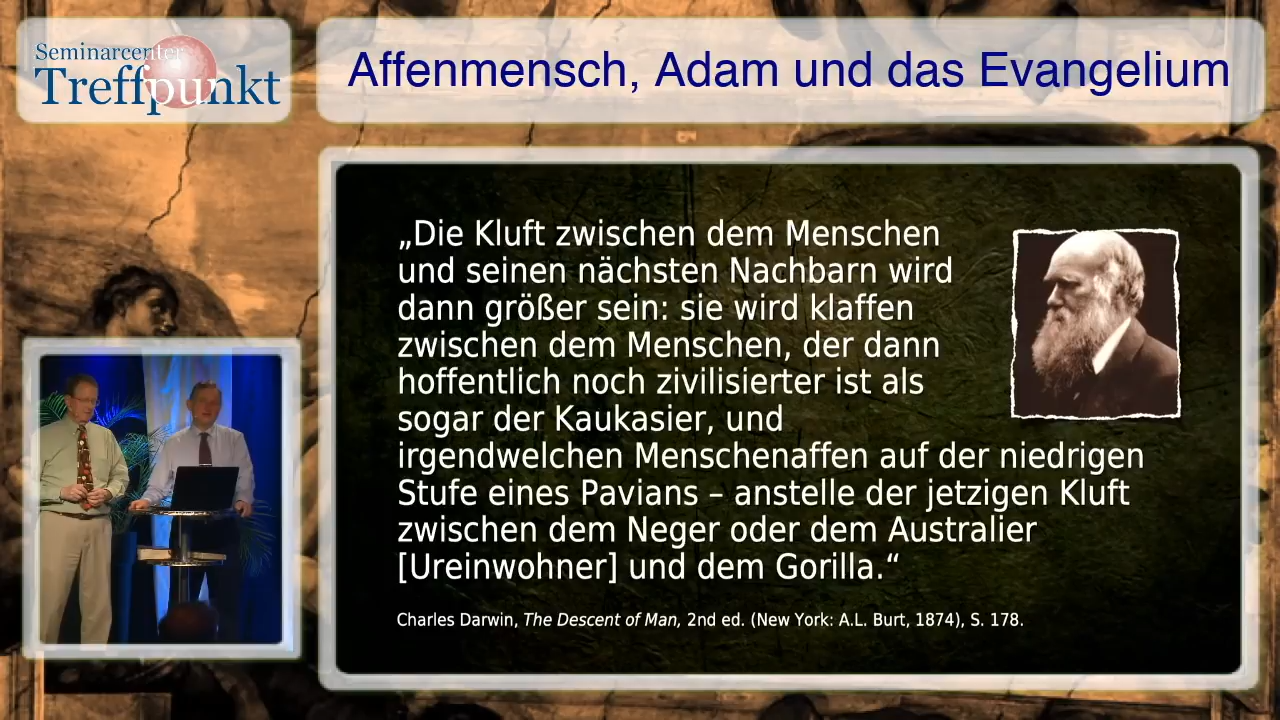 Seminarcenter
Treffpunkt
Affenmensch, Adam und das Evangelium
„Die Kluft zwischen dem Menschen
und seinen nächsten Nachbarn wird
dann größer sein: sie wird klaffen
zwischen dem Menschen, der dann
hoffentlich noch zivilisierter ist als
sogar der Kaukasier, und
irgendwelchen Menschenaffen auf der niedrigen
Stufe eines Pavians – anstelle der jetzigen Kluft
zwischen dem Neger oder dem Australier
[Ureinwohner] und dem Gorilla.“
Charles Darwin, The Descent of Man, 2nd ed. (New York: A.L. Burt, 1874), S. 178.